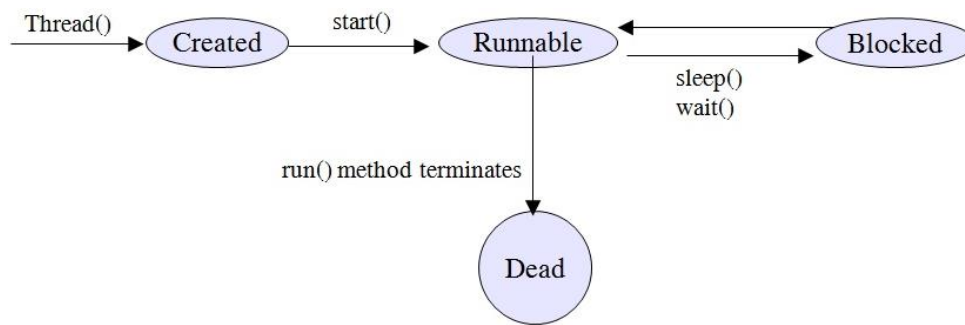 Thread()
Created
start()
Runnable
Blocked
sleep()
wait()
run() method terminates
Dead